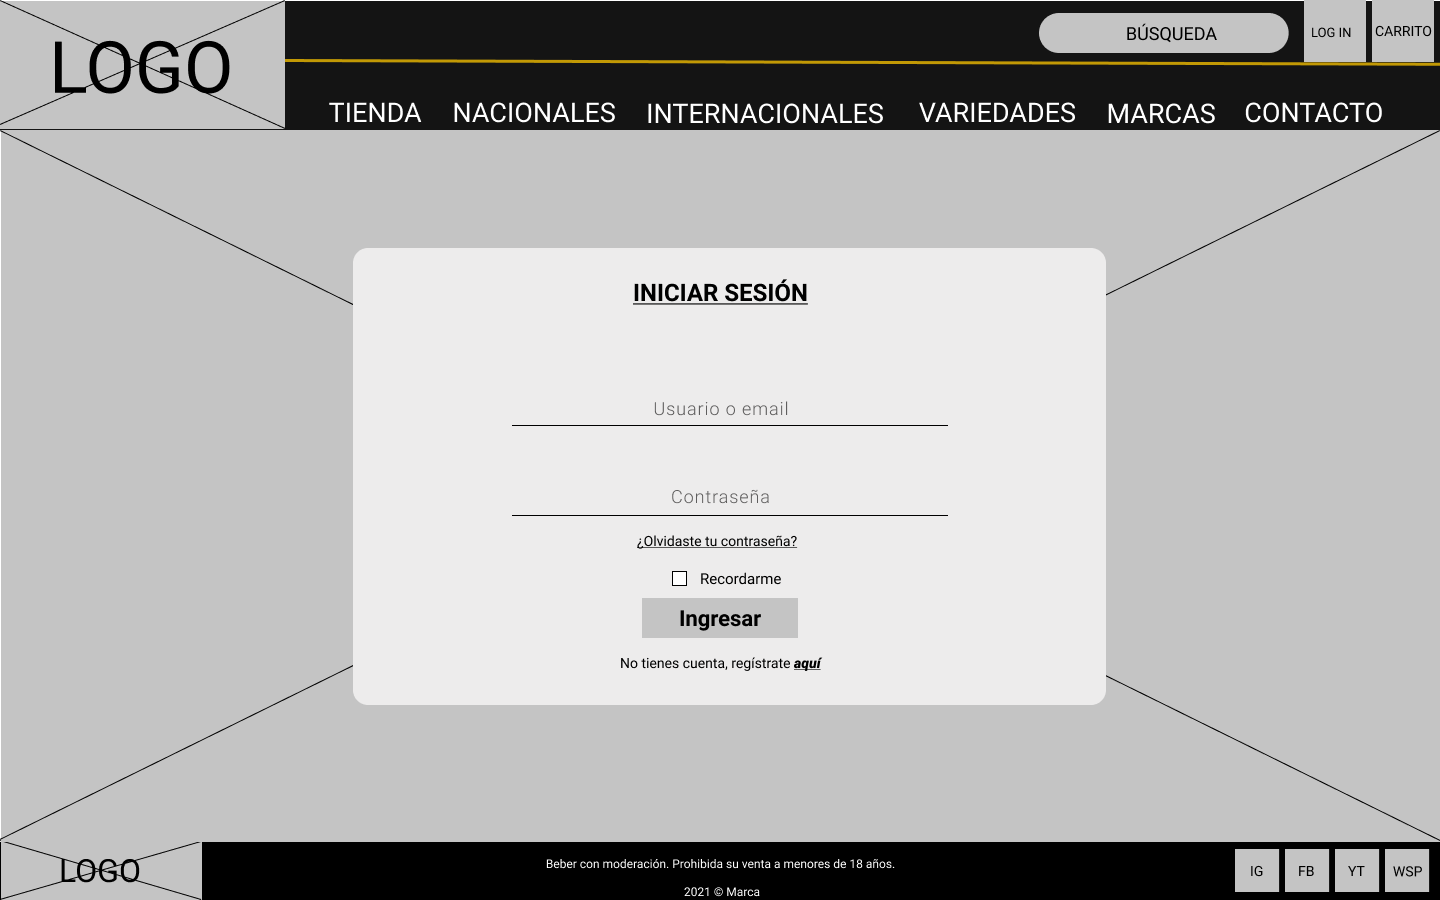 LOGO
BÚSQUEDA
LOG IN
CARRITO
TIENDA
NACIONALES
INTERNACIONALES
VARIEDADES
MARCAS
CONTACTO
INICIAR SESIÓN
Usuario o email
Contraseña
¿Olvidaste tu contraseña?
Recordarme
Ingresar
No tienes cuenta, regístrate aquí
LOGO
Beber con moderación. Prohibida su venta a menores de 18 años.
2021 © Marca
IG
FB
YT
WSP